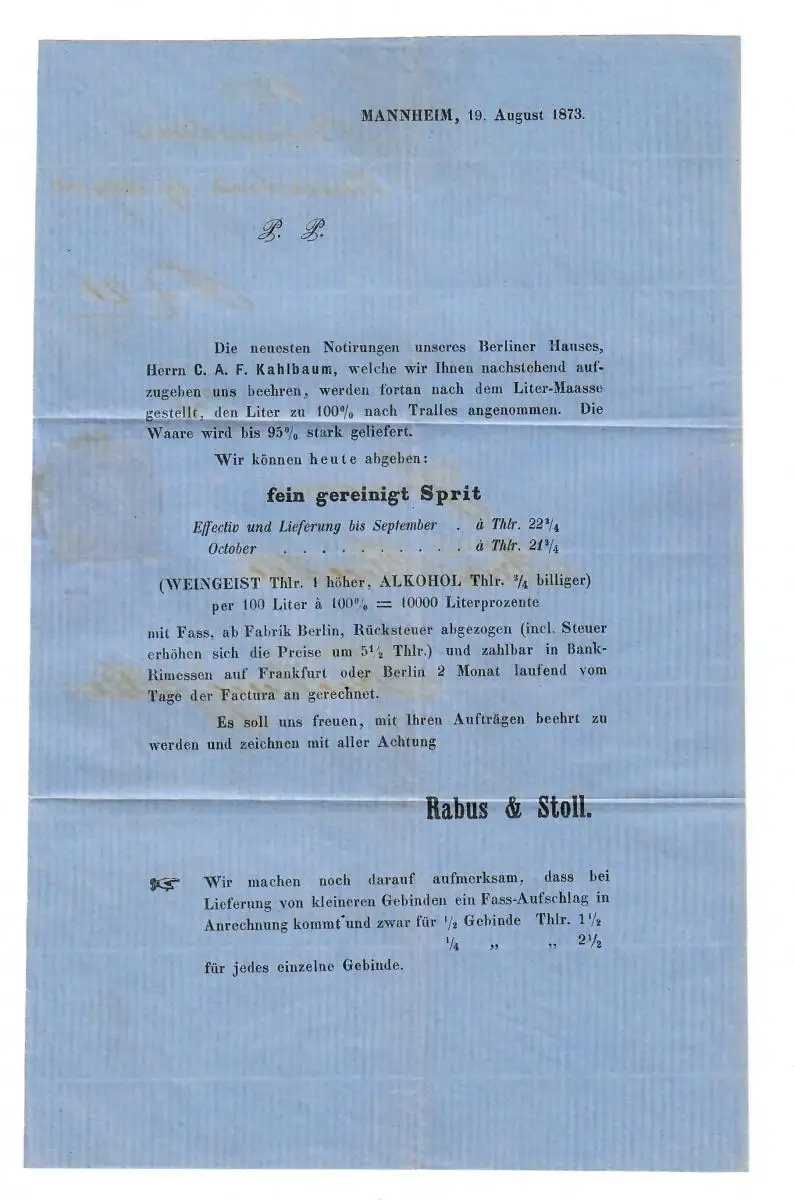 MANNHEIM, 19. August 1873.
P. P.
Die neuesten Notirungen unseres Berliner Hauses,
Herrn C. A. F. Kahlbaum, welche wir Ihnen nachstehend auf-
zugeben uns beehren, werden fortan nach dem Liter-Maasse
gestellt, den Liter zu 100% nach Tralles angenommen. Die
Waare wird bis 95% stark geliefert.
Wir können heute abgeben:
fein gereinigt Sprit
Effectiv und Lieferung bis September . à Thlr. 22³/₄
October . . . . . . . . . . à Thlr. 21³/₄
(WEINGEIST Thlr. 1 höher, ALKOHOL Thlr. ³/₄ billiger)
per 100 Liter à 100% = 10000 Literprozente
mit Fass, ab Fabrik Berlin, Rücksteuer abgezogen (incl. Steuer
erhöhen sich die Preise um 5¹/₂ Thlr.) und zahlbar in Bank-
Rimessen auf Frankfurt oder Berlin 2 Monat laufend vom
Tage der Factura an gerechnet.
Es soll uns freuen, mit Ihren Aufträgen beehrt zu
werden und zeichnen mit aller Achtung
Rabus & Stoll.
☞ Wir machen noch darauf aufmerksam, dass bei
Lieferung von kleineren Gebinden ein Fass-Aufschlag in
Anrechnung kommt und zwar für ¹/₂ Gebinde Thlr. 1¹/₂
¹/₄ „ „ 2¹/₂
für jedes einzelne Gebinde.